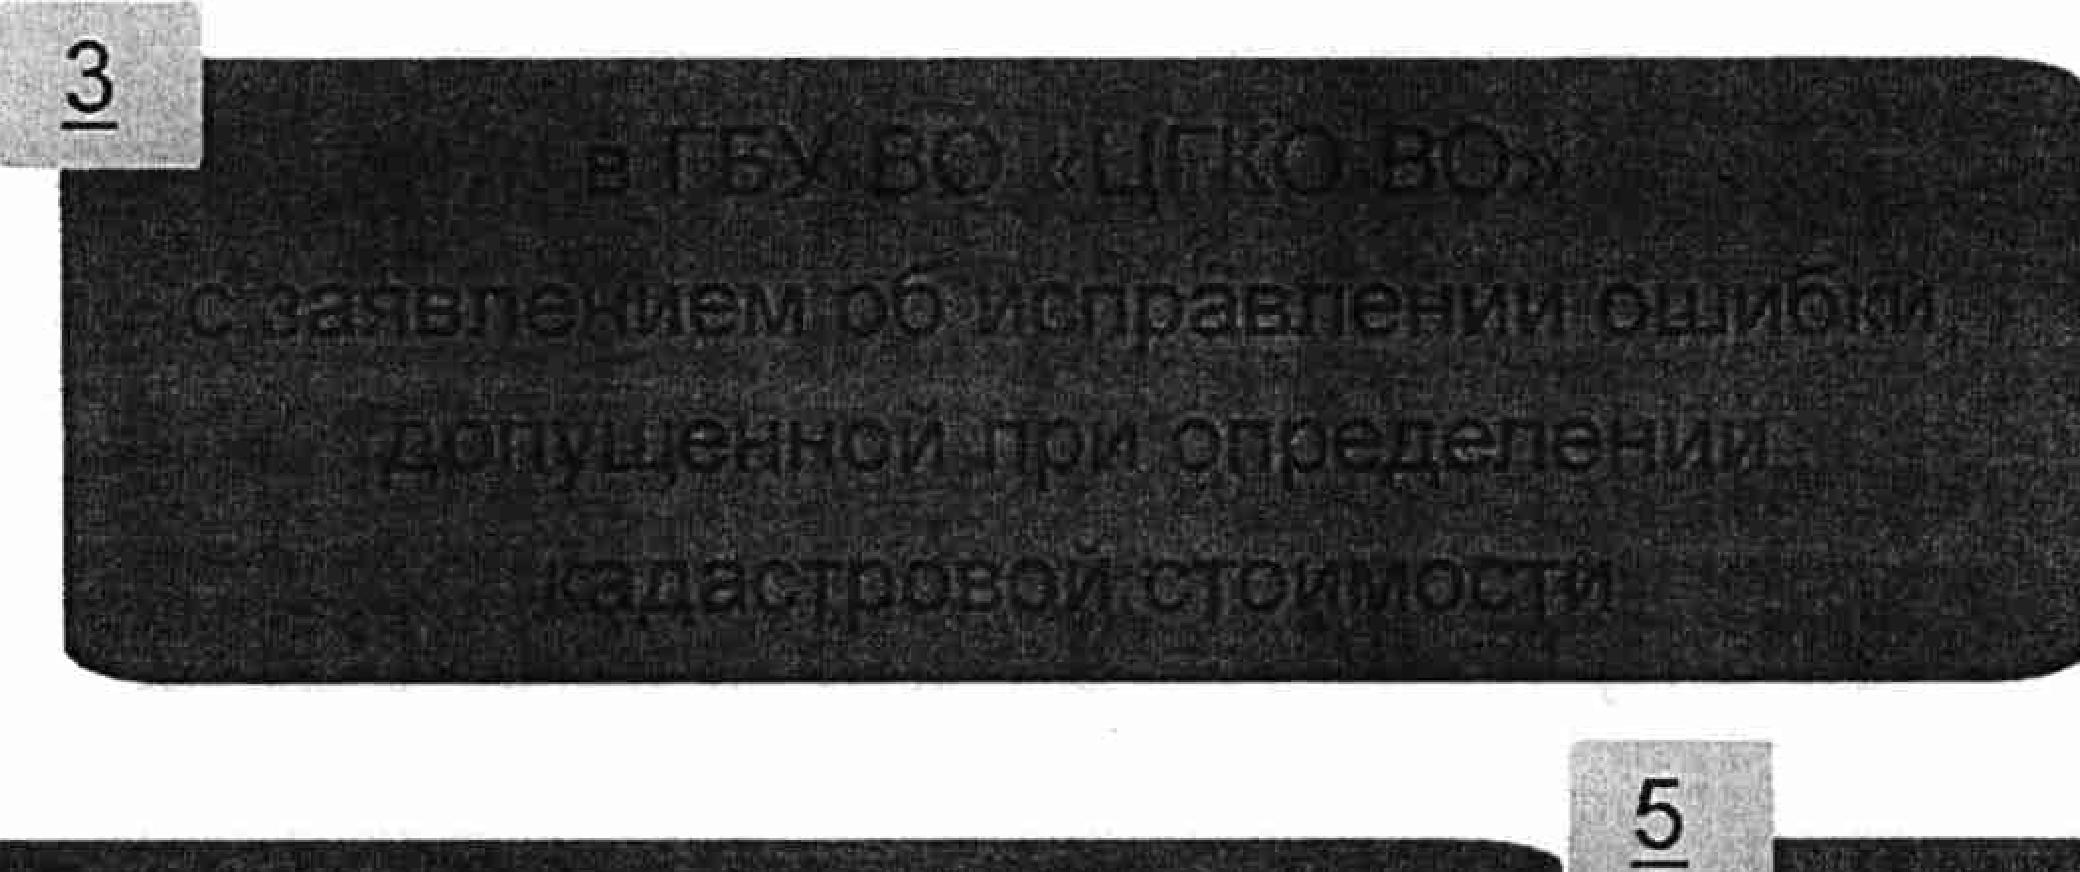 3
в ГБУ ВО «ЦГКО ВО»
с заявлением об исправлении ошибки,
допущенной при определении
кадастровой стоимости
5